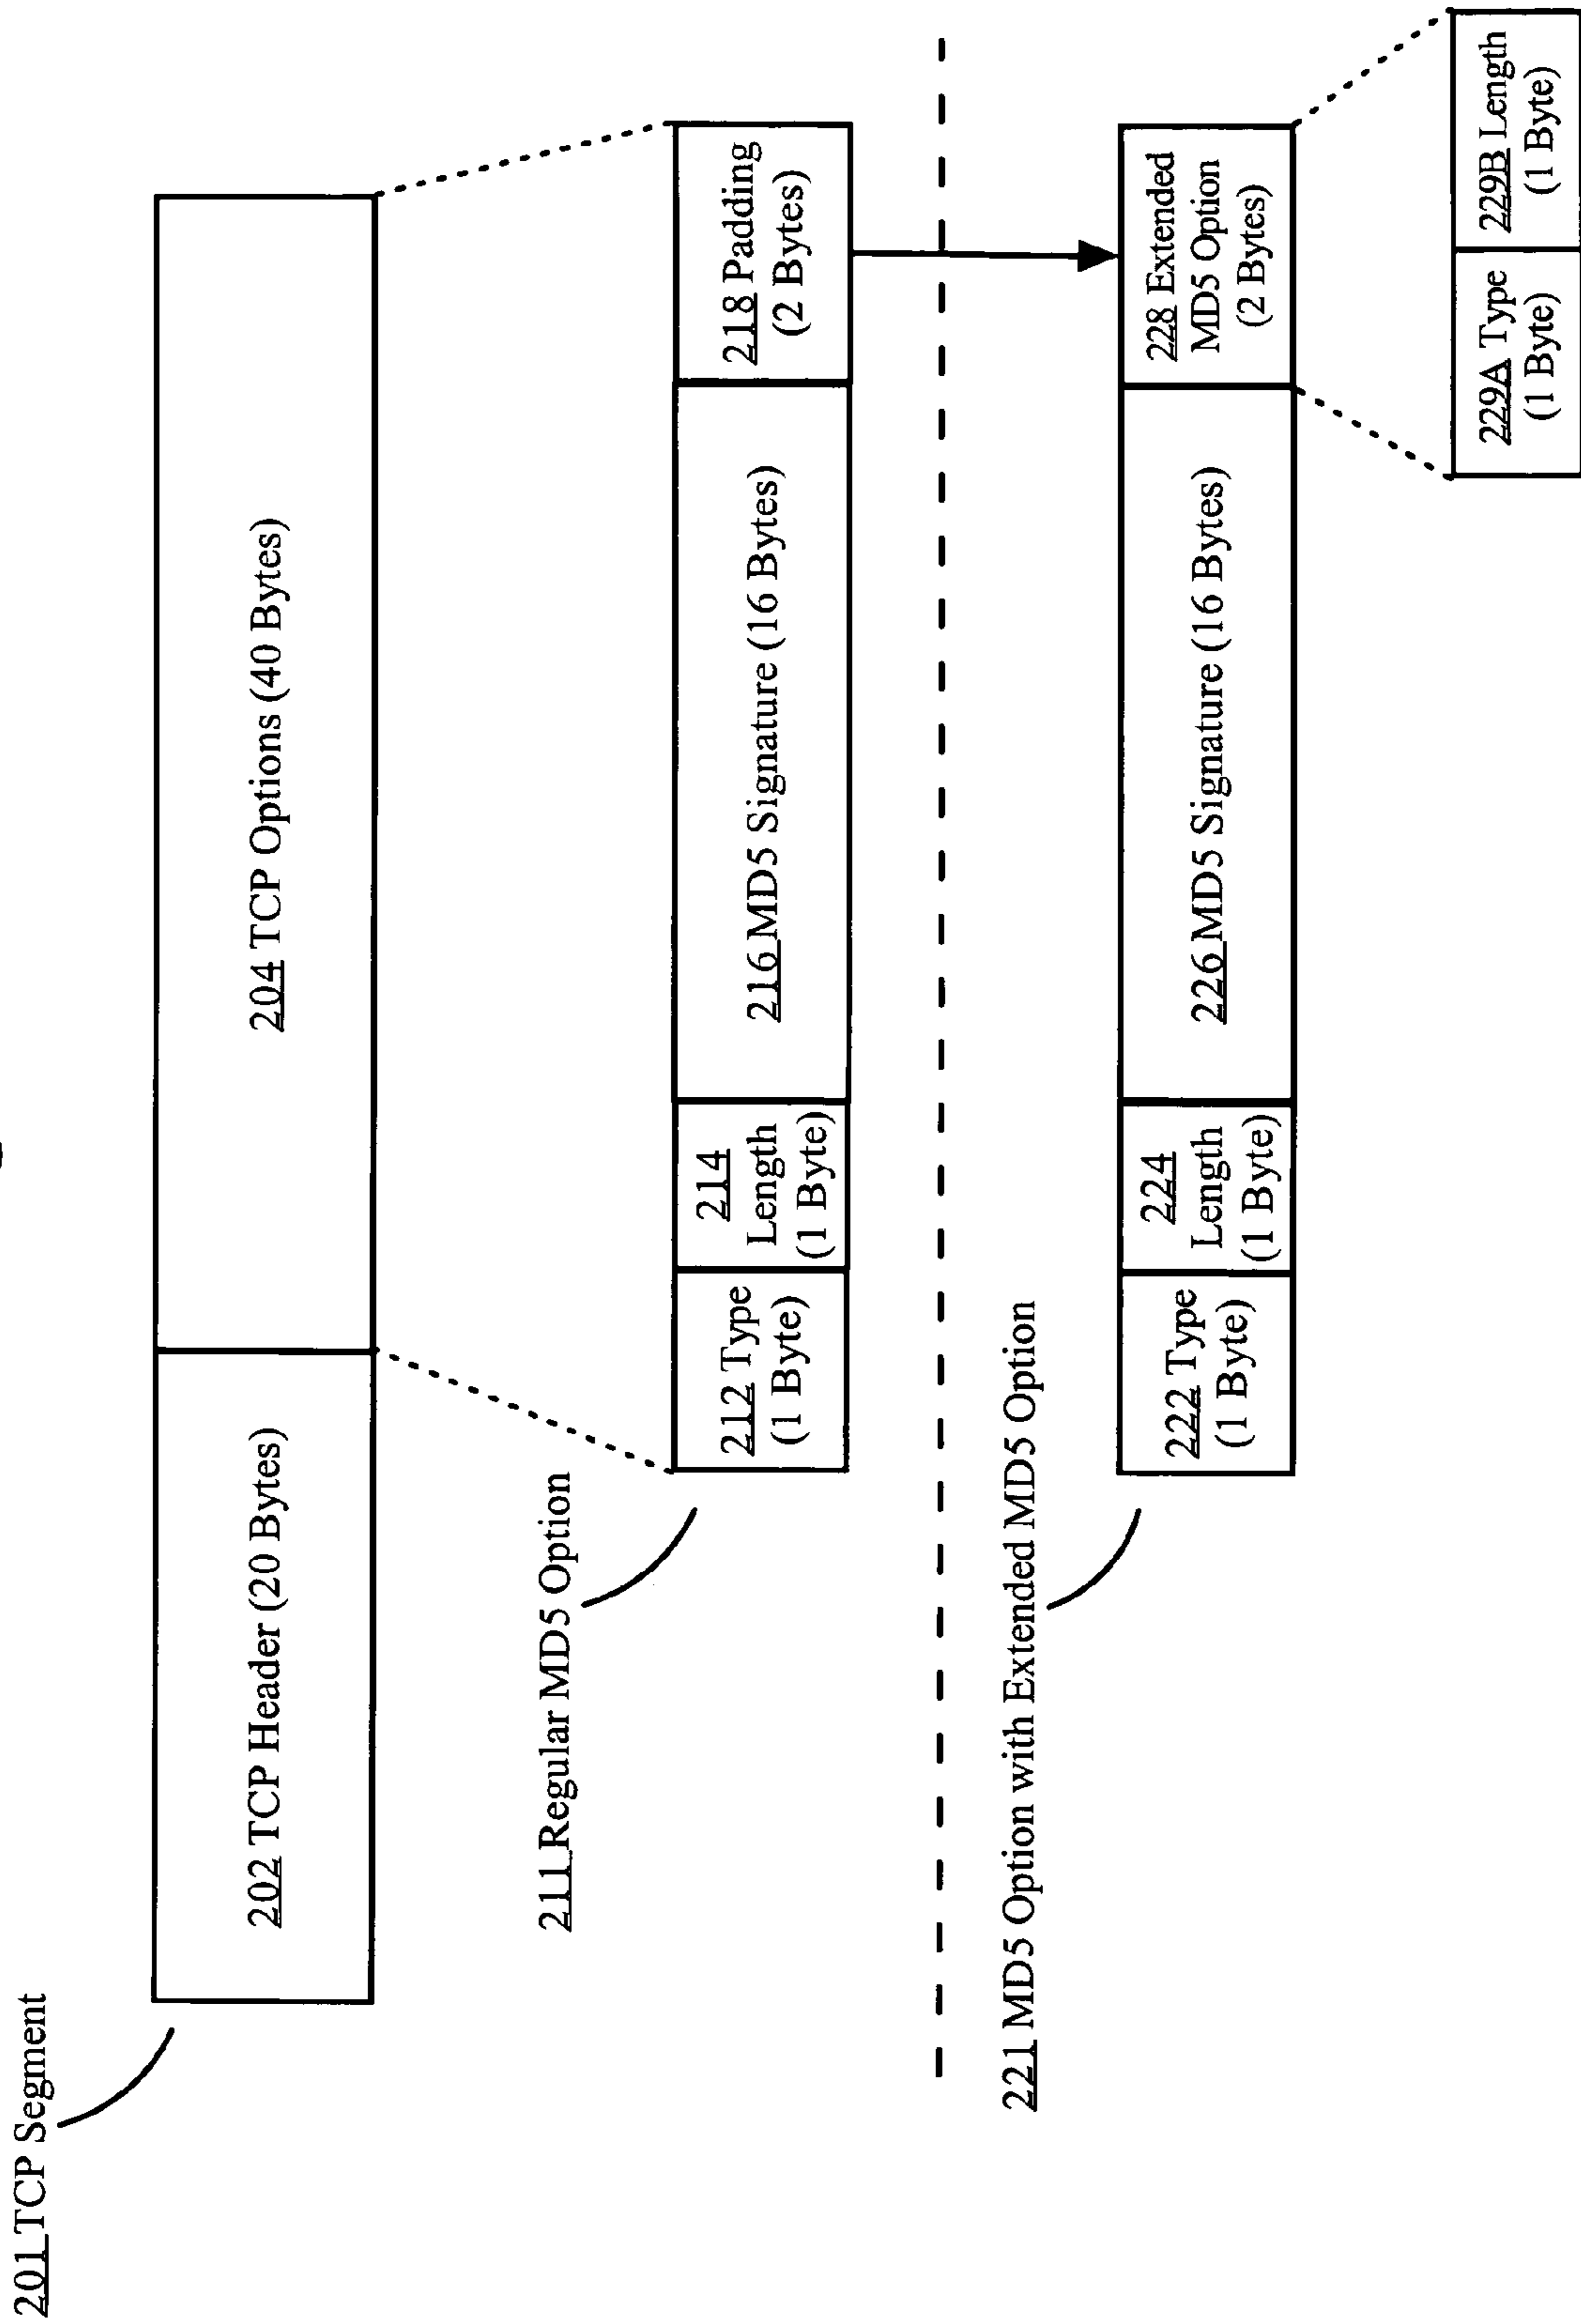 201 TCP Segment
202 TCP Header (20 Bytes)
204 TCP Options (40 Bytes)
211 Regular MD5 Option
212 Type
(1 Byte)
214
Length
(1 Byte)
216 MD5 Signature (16 Bytes)
218 Padding
(2 Bytes)
221 MD5 Option with Extended MD5 Option
222 Type
(1 Byte)
224
Length
(1 Byte)
226 MD5 Signature (16 Bytes)
228 Extended
MD5 Option
(2 Bytes)
229A Type
(1 Byte)
229B Length
(1 Byte)